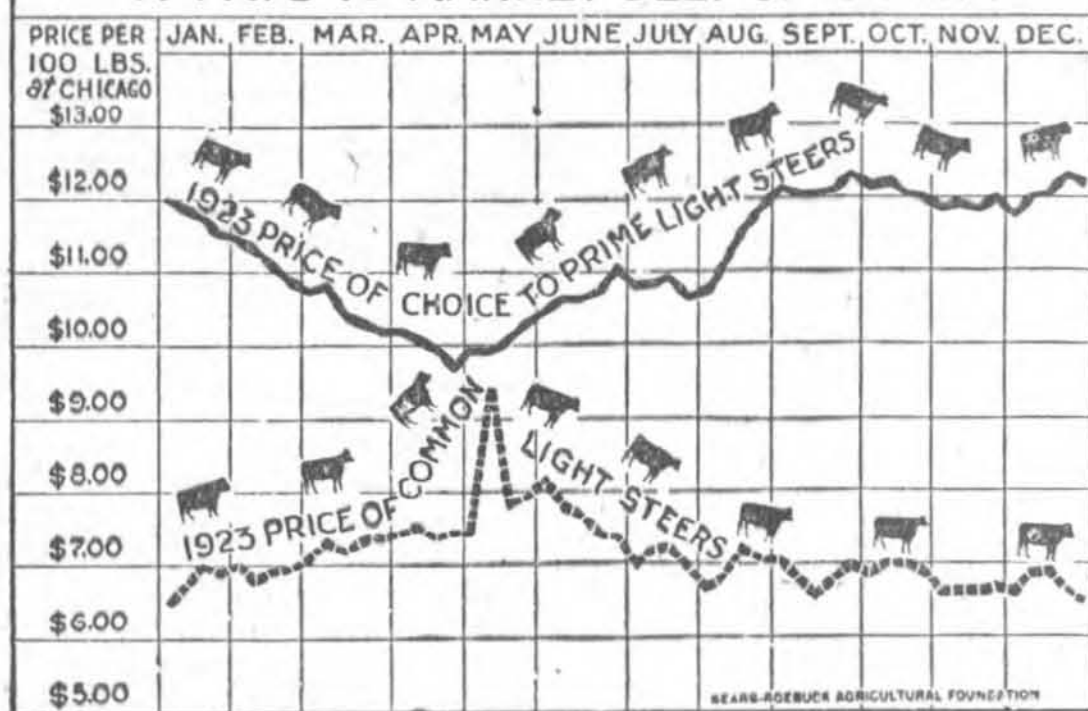 PRICE PER
100 LBS.
at CHICAGO
JAN. FEB. MAR. APR. MAY JUNE JULY AUG. SEPT. OCT. NOV. DEC.
$13.00
$12.00
$11.00
$10.00
$9.00
$8.00
$7.00
$6.00
$5.00
1923 PRICE OF CHOICE TO PRIME LIGHT STEERS
1923 PRICE OF COMMON LIGHT STEERS
SEARS-ROEBUCK AGRICULTURAL FOUNDATION